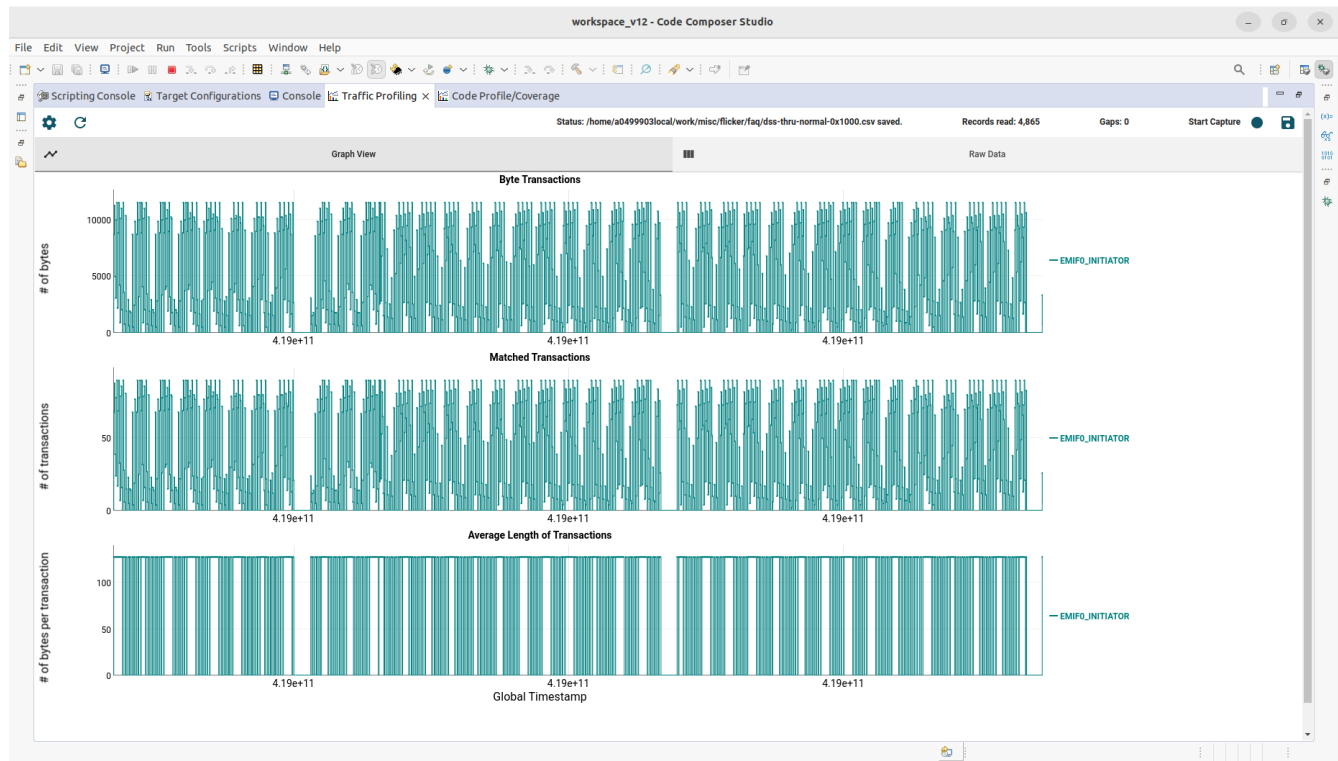 workspace_v12 - Code Composer Studio
File Edit View Project Run Tools Scripts Window Help
Scripting Console Target Configurations Console Traffic Profiling Code Profile/Coverage
Status: /home/a0499903local/work/misc/flicker/faq/dss-thru-normal-0x1000.csv saved. Records read: 4,865 Gaps: 0 Start Capture
Graph View Raw Data
Byte Transactions
# of bytes
10000
5000
0
4.19e+11 4.19e+11 4.19e+11
EMIF0_INITIATOR
Matched Transactions
# of transactions
50
0
4.19e+11 4.19e+11 4.19e+11
EMIF0_INITIATOR
Average Length of Transactions
# of bytes per transaction
100
50
0
4.19e+11 4.19e+11 4.19e+11
EMIF0_INITIATOR
Global Timestamp